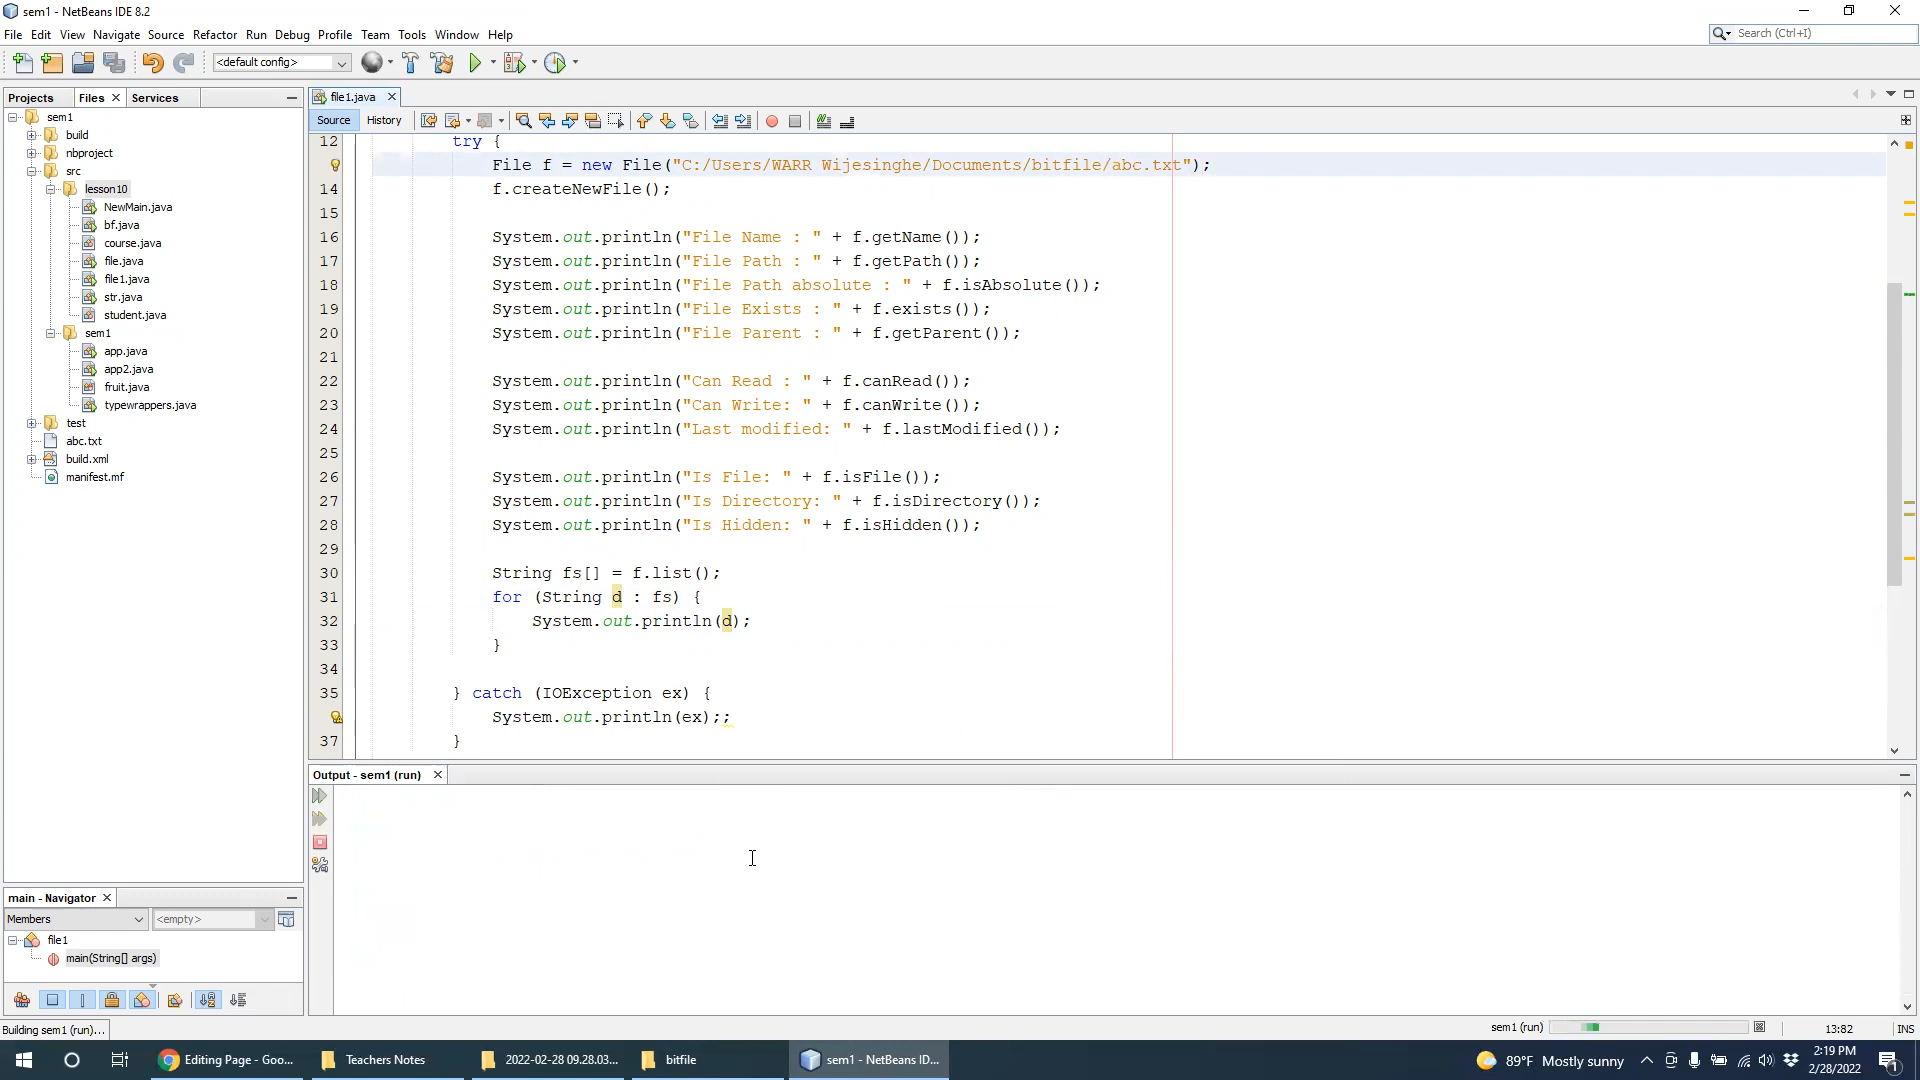 sem1 - NetBeans IDE 8.2
File Edit View Navigate Source Refactor Run Debug Profile Team Tools Window Help
Search (Ctrl+I)
<default config>
Projects Files Services
file1.java
Source History
sem1
build
nbproject
src
lesson10
NewMain.java
bf.java
course.java
file.java
file1.java
str.java
student.java
sem1
app.java
app2.java
fruit.java
typewrappers.java
test
abc.txt
build.xml
manifest.mf
12 try {
File f = new File("C:/Users/WARR Wijesinghe/Documents/bitfile/abc.txt");
14 f.createNewFile();
15
16 System.out.println("File Name : " + f.getName());
17 System.out.println("File Path : " + f.getPath());
18 System.out.println("File Path absolute : " + f.isAbsolute());
19 System.out.println("File Exists : " + f.exists());
20 System.out.println("File Parent : " + f.getParent());
21
22 System.out.println("Can Read : " + f.canRead());
23 System.out.println("Can Write: " + f.canWrite());
24 System.out.println("Last modified: " + f.lastModified());
25
26 System.out.println("Is File: " + f.isFile());
27 System.out.println("Is Directory: " + f.isDirectory());
28 System.out.println("Is Hidden: " + f.isHidden());
29
30 String fs[] = f.list();
31 for (String d : fs) {
32 System.out.println(d);
33 }
34
35 } catch (IOException ex) {
System.out.println(ex);;
37 }
Output - sem1 (run)
main - Navigator
Members <empty>
file1
main(String[] args)
Building sem1 (run)...
sem1 (run) 13:82 INS
Editing Page - Goo...
Teachers Notes
2022-02-28 09.28.03...
bitfile
sem1 - NetBeans ID...
89°F Mostly sunny
2:19 PM
2/28/2022
1